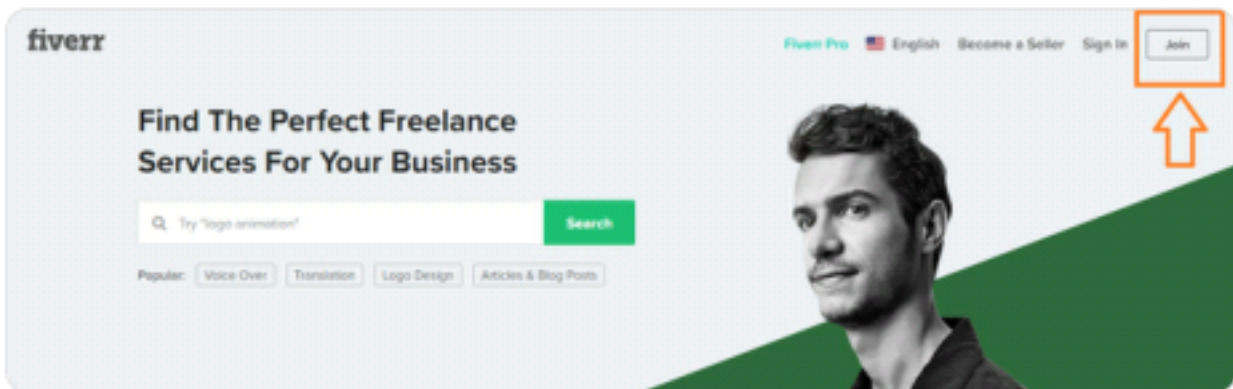 fiverr
Fiverr Pro English Become a Seller Sign In Join
Find The Perfect Freelance
Services For Your Business
Try "logo animation" Search
Popular: Voice Over Translation Logo Design Articles & Blog Posts